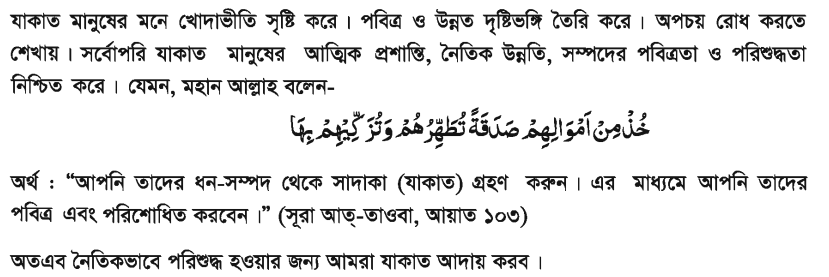 যাকাত মানুষের মনে খোদাভীতি সৃষ্টি করে। পবিত্র ও উন্নত দৃষ্টিভঙ্গি তৈরি করে। অপচয় রোধ করতে
শেখায়। সর্বোপরি যাকাত মানুষের আত্মিক প্রশান্তি, নৈতিক উন্নতি, সম্পদের পবিত্রতা ও পরিশুদ্ধতা
নিশ্চিত করে। যেমন, মহান আল্লাহ বলেন-
خُذْ مِنْ اَمْوَالِهِمْ صَدَقَةً تُطَهِّرُهُمْ وَتُزَكِّيْهِمْ بِهَا
অর্থ : “আপনি তাদের ধন-সম্পদ থেকে সাদাকা (যাকাত) গ্রহণ করুন। এর মাধ্যমে আপনি তাদের
পবিত্র এবং পরিশোধিত করবেন।” (সূরা আত্-তাওবা, আয়াত ১০৩)
অতএব নৈতিকভাবে পরিশুদ্ধ হওয়ার জন্য আমরা যাকাত আদায় করব।